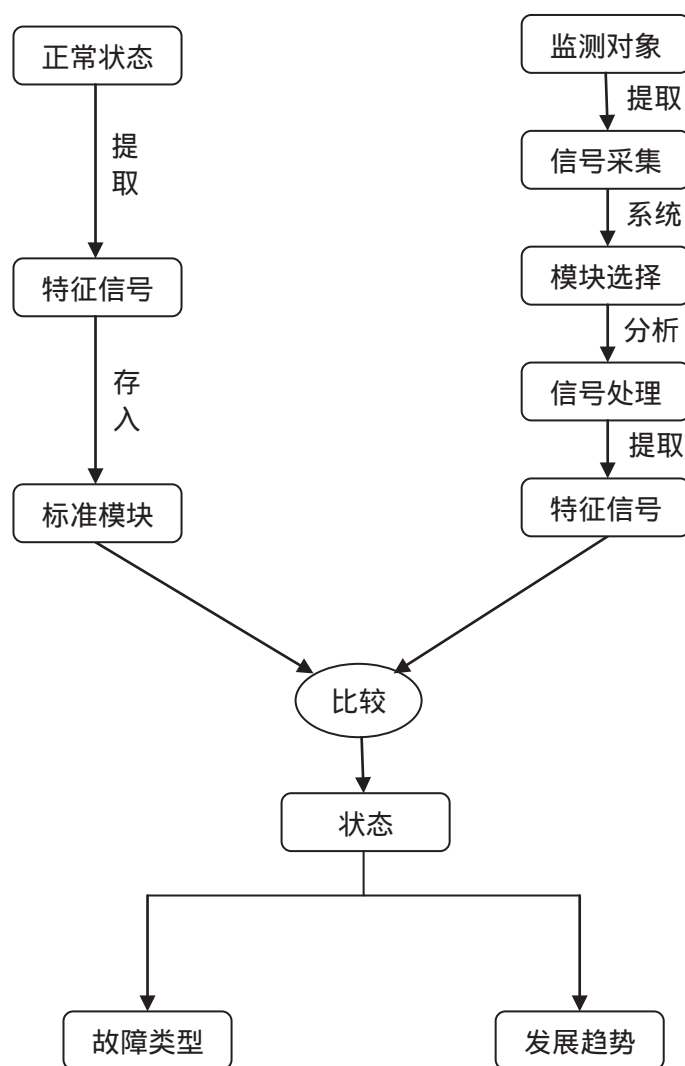 正常状态
提
取
特征信号
存
入
标准模块
监测对象
提取
信号采集
系统
模块选择
分析
信号处理
提取
特征信号
比较
状态
故障类型
发展趋势